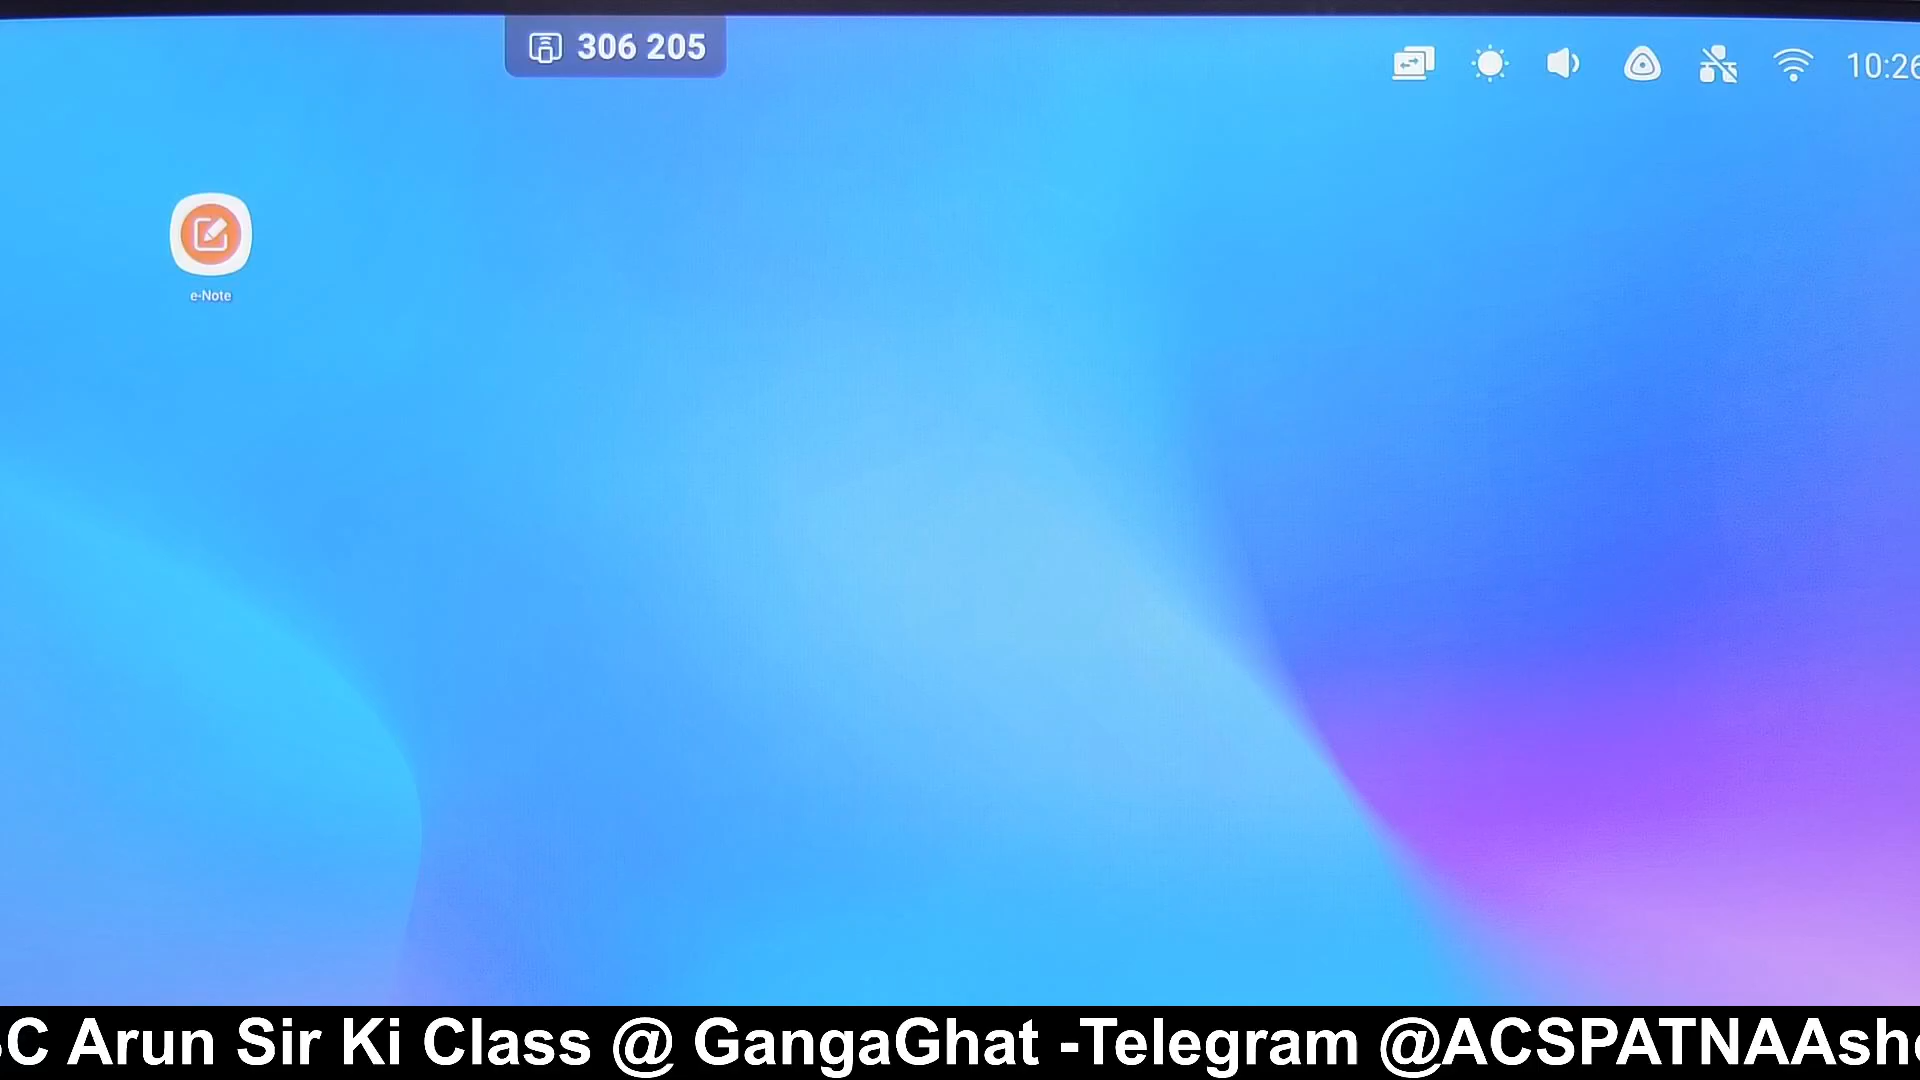 306 205
10:26
e-Note
C Arun Sir Ki Class @ GangaGhat -Telegram @ACSPATNAAsh